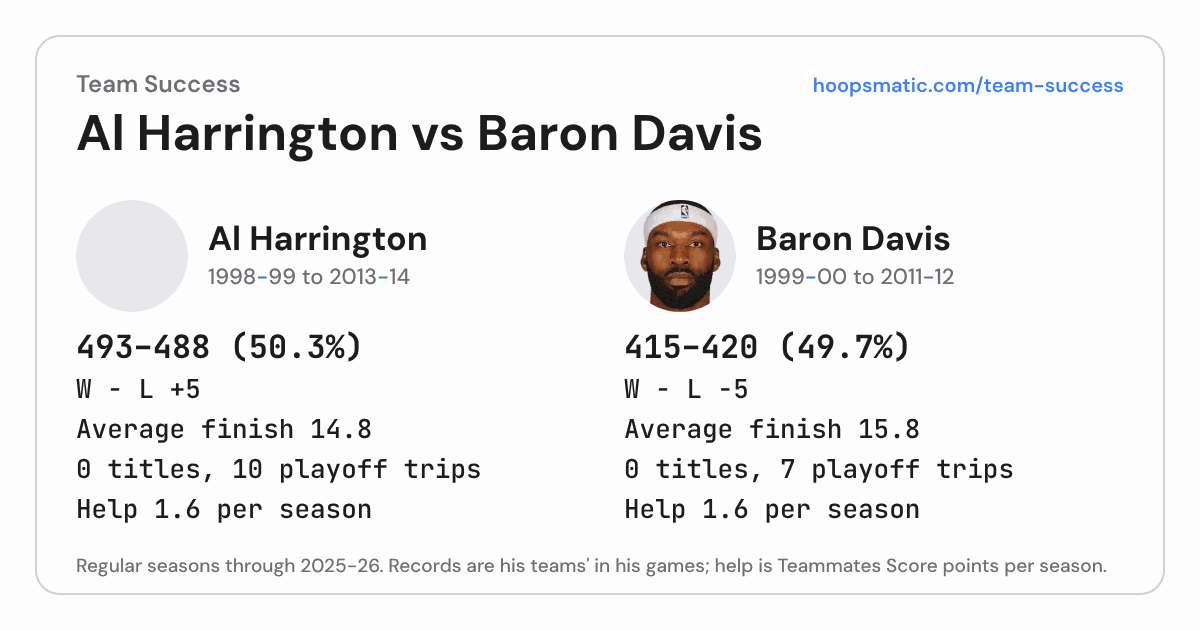 Team Success
hoopsmatic.com/team-success
Al Harrington vs Baron Davis
Al Harrington
1998-99 to 2013-14
493-488 (50.3%)
W - L +5
Average finish 14.8
0 titles, 10 playoff trips
Help 1.6 per season
Baron Davis
1999-00 to 2011-12
415-420 (49.7%)
W - L -5
Average finish 15.8
0 titles, 7 playoff trips
Help 1.6 per season
Regular seasons through 2025-26. Records are his teams' in his games; help is Teammates Score points per season.